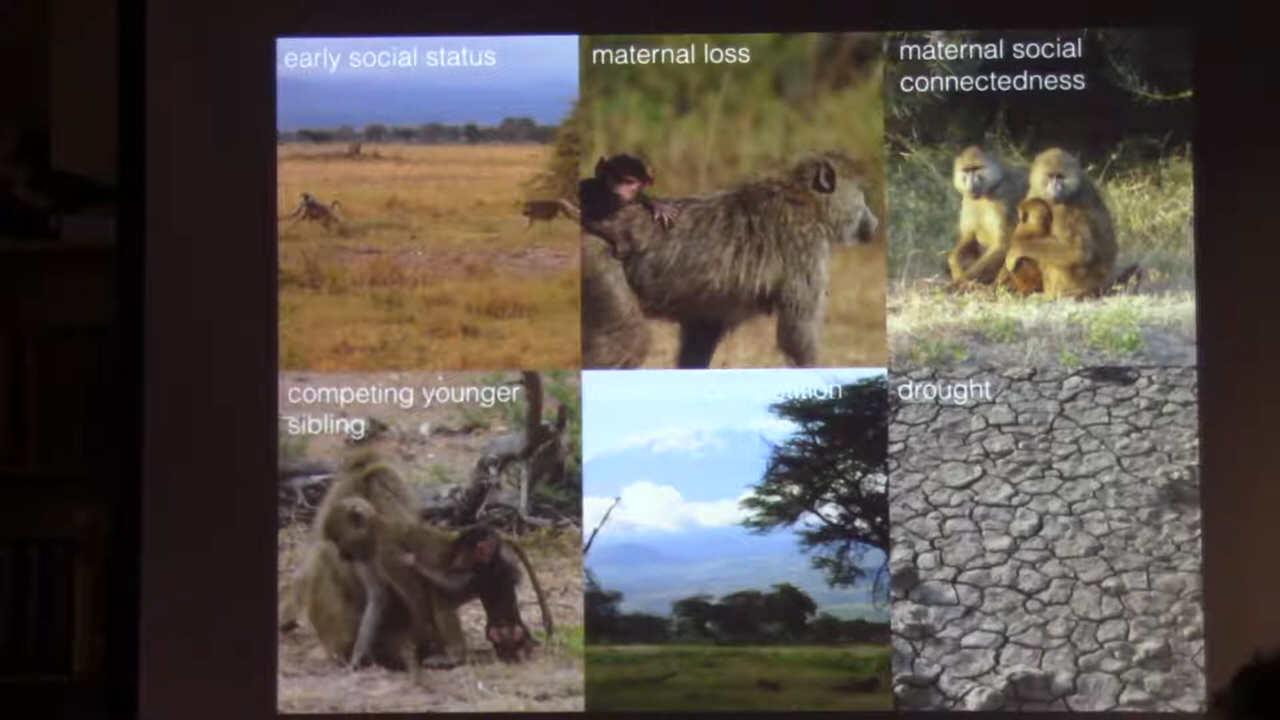 early social status
maternal loss
maternal social
connectedness
competing younger
sibling
drought